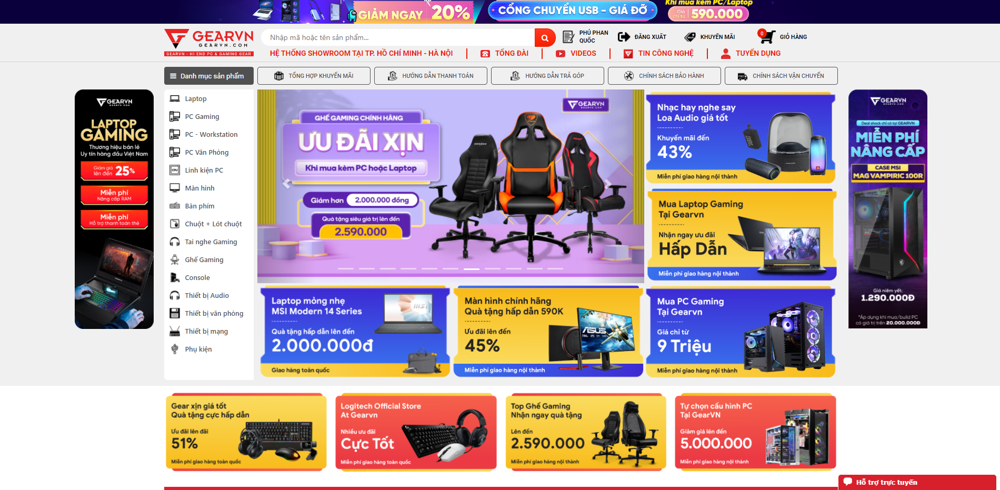 GIẢM NGAY 20%
CỔNG CHUYỂN USB - GIÁ ĐỠ
Khi mua kèm PC/Laptop
Giá chỉ từ 590.000
GEARVN
GEARVN.COM
GEARVN - HI END PC & GAMING GEAR
Nhập mã hoặc tên sản phẩm...
PHÚ PHAN QUỐC
ĐĂNG XUẤT
KHUYẾN MÃI
0
GIỎ HÀNG
HỆ THỐNG SHOWROOM TẠI TP. HỒ CHÍ MINH - HÀ NỘI
TỔNG ĐÀI
VIDEOS
TIN CÔNG NGHỆ
TUYỂN DỤNG
Danh mục sản phẩm
TỔNG HỢP KHUYẾN MÃI
HƯỚNG DẪN THANH TOÁN
HƯỚNG DẪN TRẢ GÓP
CHÍNH SÁCH BẢO HÀNH
CHÍNH SÁCH VẬN CHUYỂN
GEARVN
GEARVN.COM
LAPTOP
GAMING
Thương hiệu bán lẻ
Uy tín hàng đầu Việt Nam
Giảm giá lên đến 25%
Miễn phí
Nâng cấp RAM
Miễn phí
Hỗ trợ thanh toán thẻ
Laptop
PC Gaming
PC - Workstation
PC Văn Phòng
Linh kiện PC
Màn hình
Bàn phím
Chuột + Lót chuột
Tai nghe Gaming
Ghế Gaming
Console
Thiết bị Audio
Thiết bị văn phòng
Thiết bị mạng
Phụ kiện
GEARVN
GEARVN.COM
GHẾ GAMING CHÍNH HÃNG
ƯU ĐÃI XỊN
Khi mua kèm PC hoặc Laptop
Giảm hơn 2.000.000 đồng
Quà tặng siêu giá trị lên đến
2.590.000
Nhạc hay nghe say
Loa Audio giá tốt
Khuyến mãi đến
43%
Miễn phí giao hàng nội thành
Mua Laptop Gaming
Tại Gearvn
Nhận ngay ưu đãi
Hấp Dẫn
Miễn phí giao hàng nội thành
Laptop mỏng nhẹ
MSI Modern 14 Series
Quà tặng hấp dẫn lên đến
2.000.000đ
Giao hàng toàn quốc
Màn hình chính hãng
Quà tặng hấp dẫn 590K
Ưu đãi lên đến
45%
Miễn phí giao hàng nội thành
ASUS
Mua PC Gaming
Tại Gearvn
Giá chỉ từ
9 Triệu
Miễn phí giao hàng nội thành
GEARVN
GEARVN.COM
Deal shock chỉ có tại GEARVN
MIỄN PHÍ
NÂNG CẤP
CASE MSI
MAG VAMPIRIC 100R
Giá niêm yết:
1.290.000Đ
*Áp dụng khi mua/build PC
có giá trị trên 20.000.000Đ
Gear xịn giá tốt
Quà tặng cực hấp dẫn
Ưu đãi lên đến
51%
Miễn phí giao hàng toàn quốc
Logitech Official Store
At Gearvn
Nhiều ưu đãi
Cực Tốt
Miễn phí giao hàng toàn quốc
Top Ghế Gaming
Nhận ngay quà tặng
Lên đến
2.590.000
Miễn phí giao hàng nội thành
Tự chọn cấu hình PC
Tại GearVN
Giảm giá lên đến
5.000.000
Miễn phí giao hàng nội thành
Hỗ trợ trực tuyến